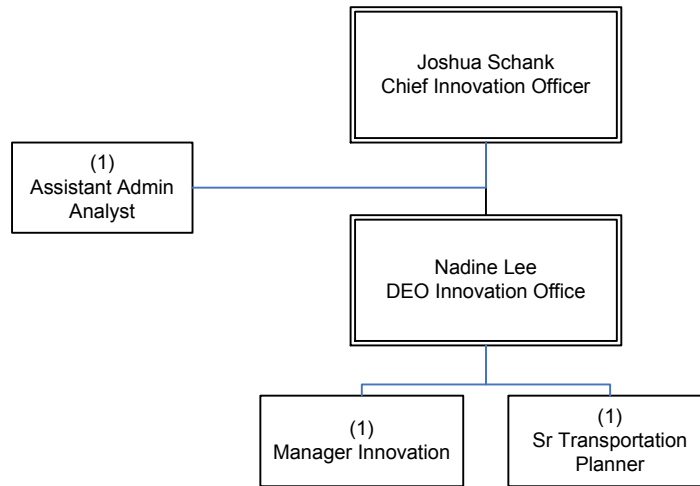 Joshua Schank
Chief Innovation Officer
(1)
Assistant Admin
Analyst
Nadine Lee
DEO Innovation Office
(1)
Manager Innovation
(1)
Sr Transportation
Planner